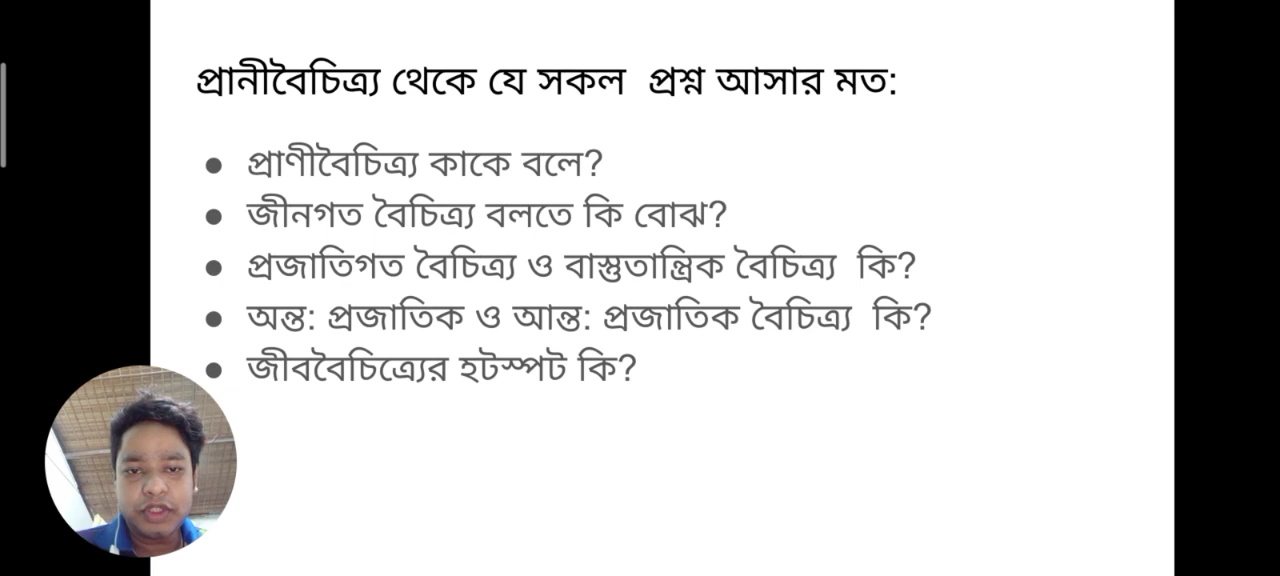 প্রানীবৈচিত্র্য থেকে যে সকল প্রশ্ন আসার মত:
● প্রাণীবৈচিত্র্য কাকে বলে?
● জীনগত বৈচিত্র্য বলতে কি বোঝ?
● প্রজাতিগত বৈচিত্র্য ও বাস্তুতান্ত্রিক বৈচিত্র্য কি?
● অন্ত: প্রজাতিক ও আন্ত: প্রজাতিক বৈচিত্র্য কি?
● জীববৈচিত্র্যের হটস্পট কি?